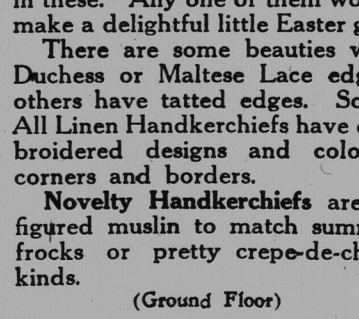 in these. Any one of them wo
make a delightful little Easter g
There are some beauties w
Duchess or Maltese Lace edg
others have tatted edges. So
All Linen Handkerchiefs have e
broidered designs and colo
corners and borders.
Novelty Handkerchiefs are
figured muslin to match sum
frocks or pretty crepe-de-ch
kinds.
(Ground Floor)